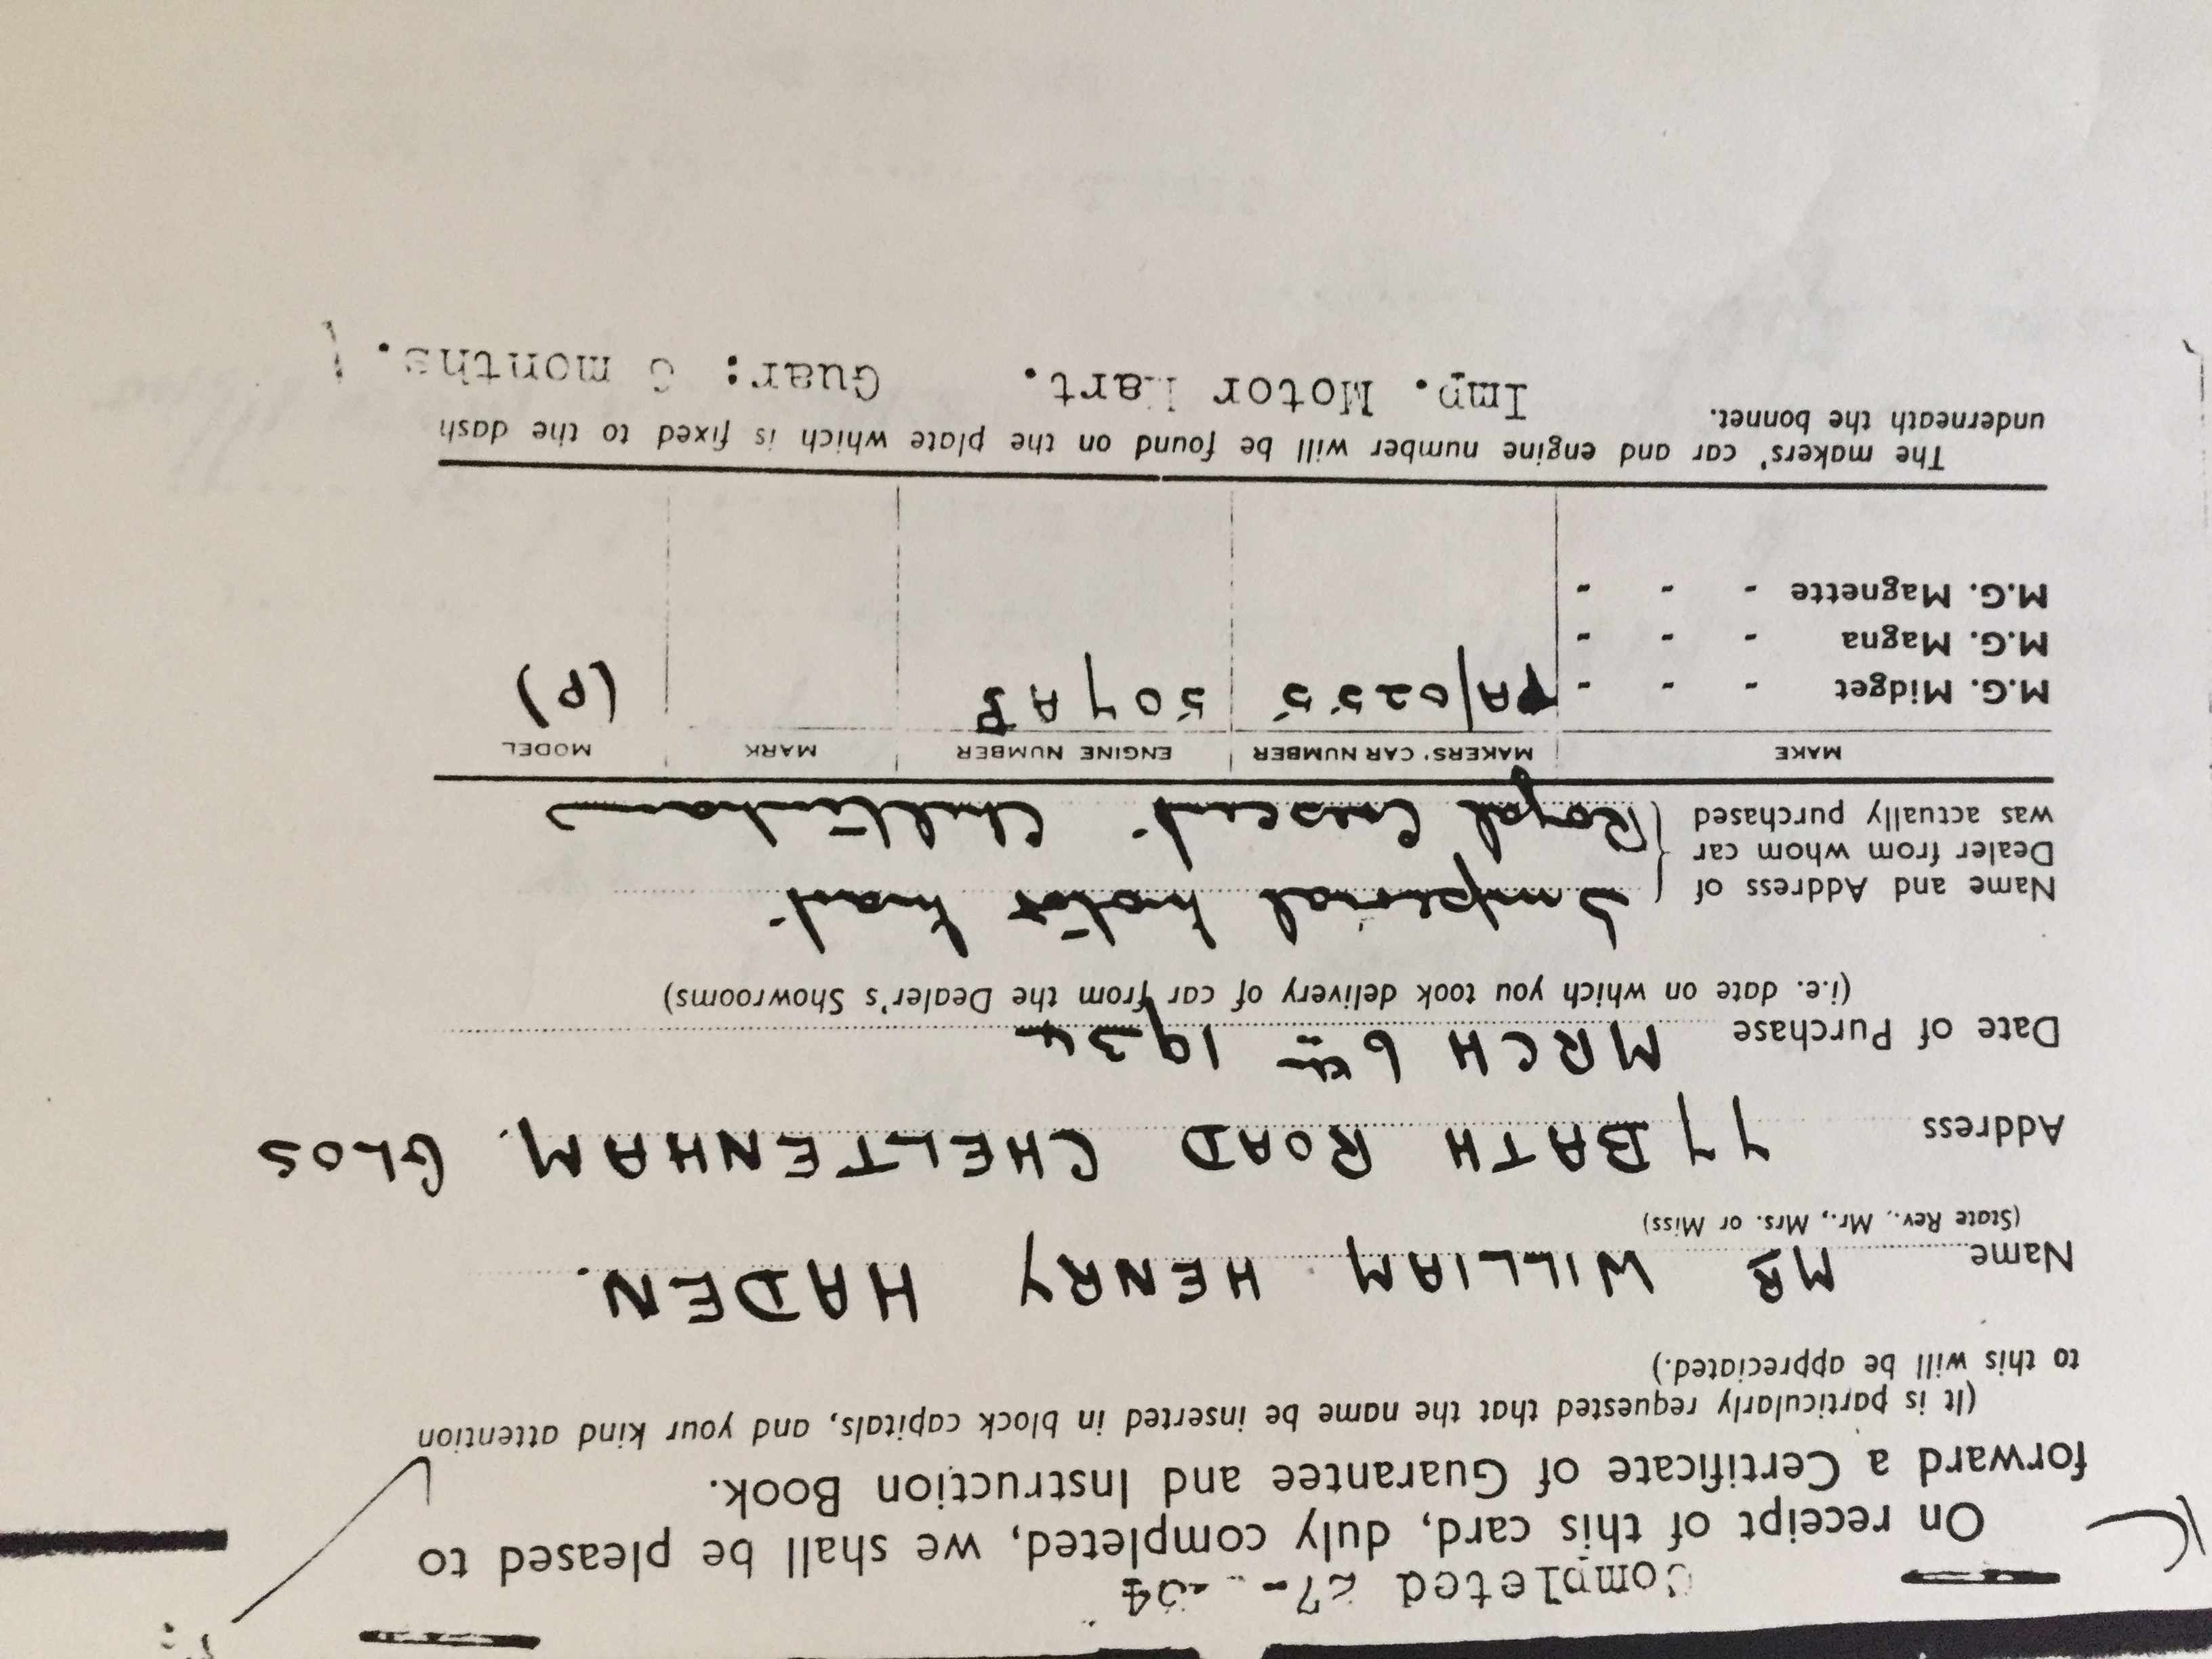 Completed 27- -34
On receipt of this card, duly completed, we shall be pleased to
forward a Certificate of Guarantee and Instruction Book.
(It is particularly requested that the name be inserted in block capitals, and your kind attention
to this will be appreciated.)
Name MR WILLIAM HENRY HADEN.
(State Rev., Mr., Mrs. or Miss)
Address 77 BATH ROAD CHELTENHAM. GLOS
Date of Purchase MRCH 6th 1934
(i.e. date on which you took delivery of car from the Dealer's Showrooms)
Name and Address of Imperial Motor Mart.
Dealer from whom car
was actually purchased Royal Crescent. Cheltenham
MAKE MAKERS' CAR NUMBER ENGINE NUMBER MARK MODEL
M.G. Midget - - - PA/0255 507AP (P)
M.G. Magna - - -
M.G. Magnette - - -
The makers' car and engine number will be found on the plate which is fixed to the dash
underneath the bonnet.
Imp. Motor Mart. Guar: 6 months.